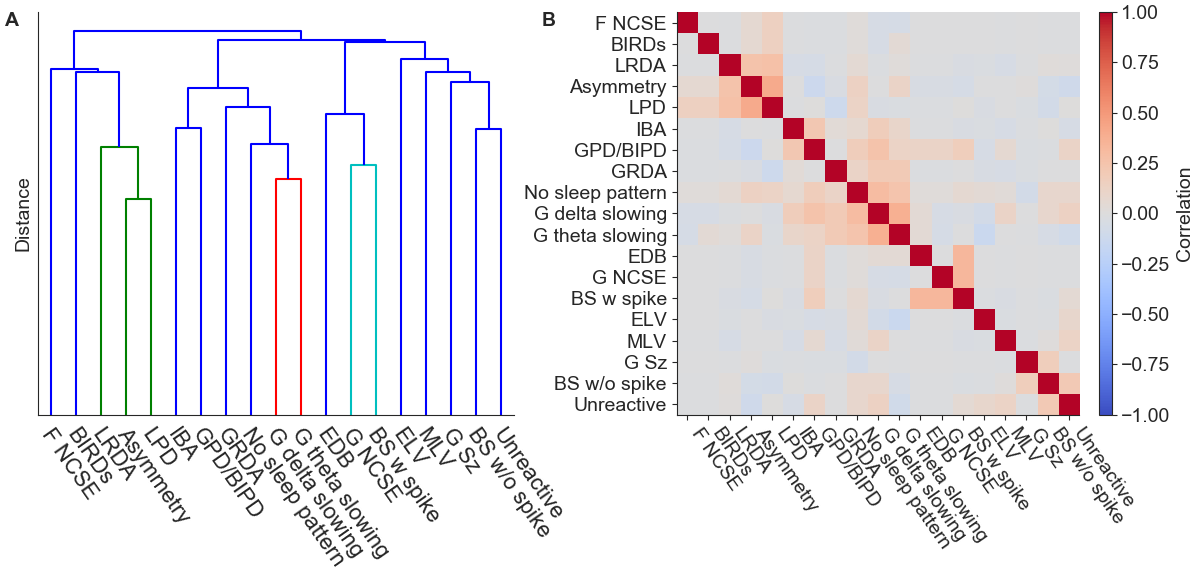 A
Distance
F NCSE
BIRDs
LRDA
Asymmetry
LPD
IBA
GPD/BIPD
GRDA
No sleep pattern
G delta slowing
G theta slowing
EDB
G NCSE
BS w spike
ELV
MLV
G Sz
BS w/o spike
Unreactive
B
F NCSE
BIRDs
LRDA
Asymmetry
LPD
IBA
GPD/BIPD
GRDA
No sleep pattern
G delta slowing
G theta slowing
EDB
G NCSE
BS w spike
ELV
MLV
G Sz
BS w/o spike
Unreactive
F NCSE
BIRDs
LRDA
Asymmetry
LPD
IBA
GPD/BIPD
GRDA
No sleep pattern
G delta slowing
G theta slowing
EDB
G NCSE
BS w spike
ELV
MLV
G Sz
BS w/o spike
Unreactive
1.00
0.75
0.50
0.25
0.00
−0.25
−0.50
−0.75
−1.00
Correlation